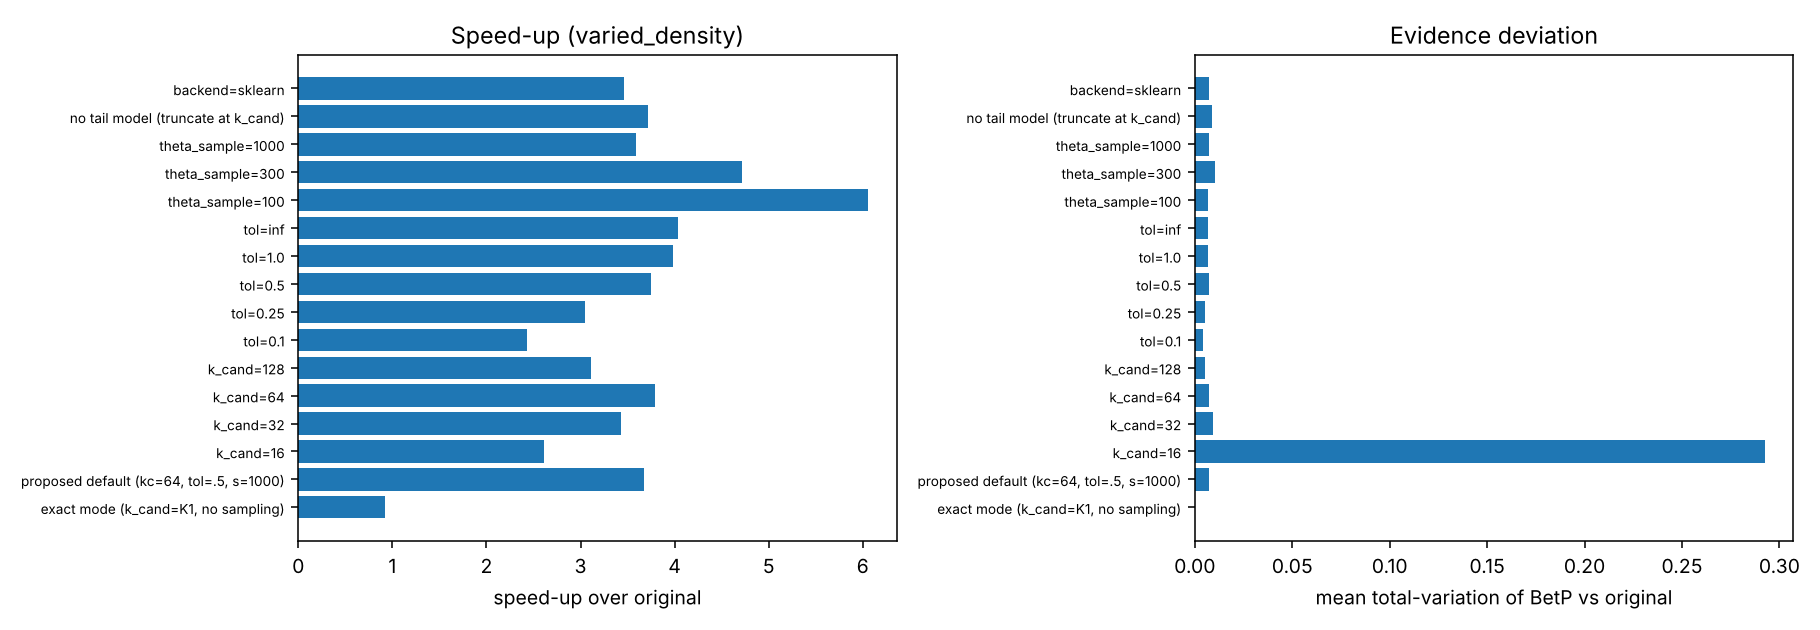 Speed-up (varied_density)
backend=sklearn
no tail model (truncate at k_cand)
theta_sample=1000
theta_sample=300
theta_sample=100
tol=inf
tol=1.0
tol=0.5
tol=0.25
tol=0.1
k_cand=128
k_cand=64
k_cand=32
k_cand=16
proposed default (kc=64, tol=.5, s=1000)
exact mode (k_cand=K1, no sampling)
0 1 2 3 4 5 6
speed-up over original
Evidence deviation
backend=sklearn
no tail model (truncate at k_cand)
theta_sample=1000
theta_sample=300
theta_sample=100
tol=inf
tol=1.0
tol=0.5
tol=0.25
tol=0.1
k_cand=128
k_cand=64
k_cand=32
k_cand=16
proposed default (kc=64, tol=.5, s=1000)
exact mode (k_cand=K1, no sampling)
0.00 0.05 0.10 0.15 0.20 0.25 0.30
mean total-variation of BetP vs original